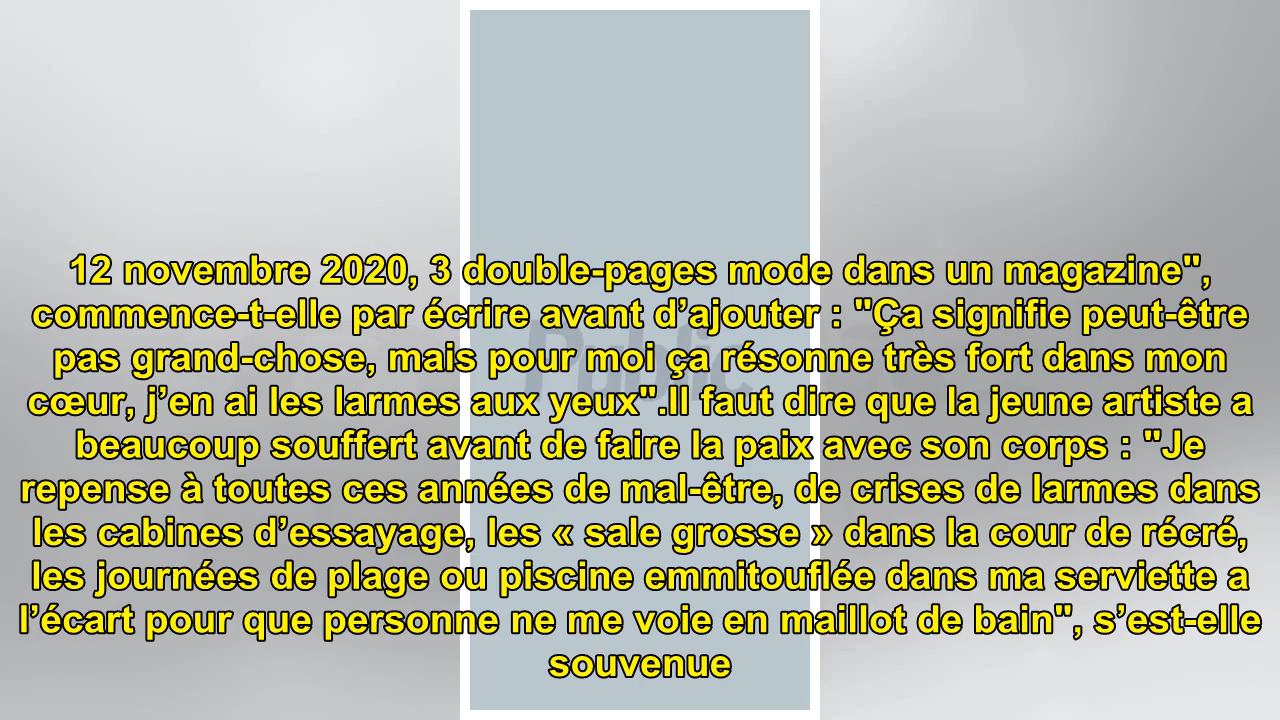 12 novembre 2020, 3 double-pages mode dans un magazine",
commence-t-elle par écrire avant d’ajouter : "Ça signifie peut-être
pas grand-chose, mais pour moi ça résonne très fort dans mon
cœur, j’en ai les larmes aux yeux".Il faut dire que la jeune artiste a
beaucoup souffert avant de faire la paix avec son corps : "Je
repense à toutes ces années de mal-être, de crises de larmes dans
les cabines d’essayage, les « sale grosse » dans la cour de récré,
les journées de plage ou piscine emmitouflée dans ma serviette a
l’écart pour que personne ne me voie en maillot de bain", s’est-elle
souvenue
Public